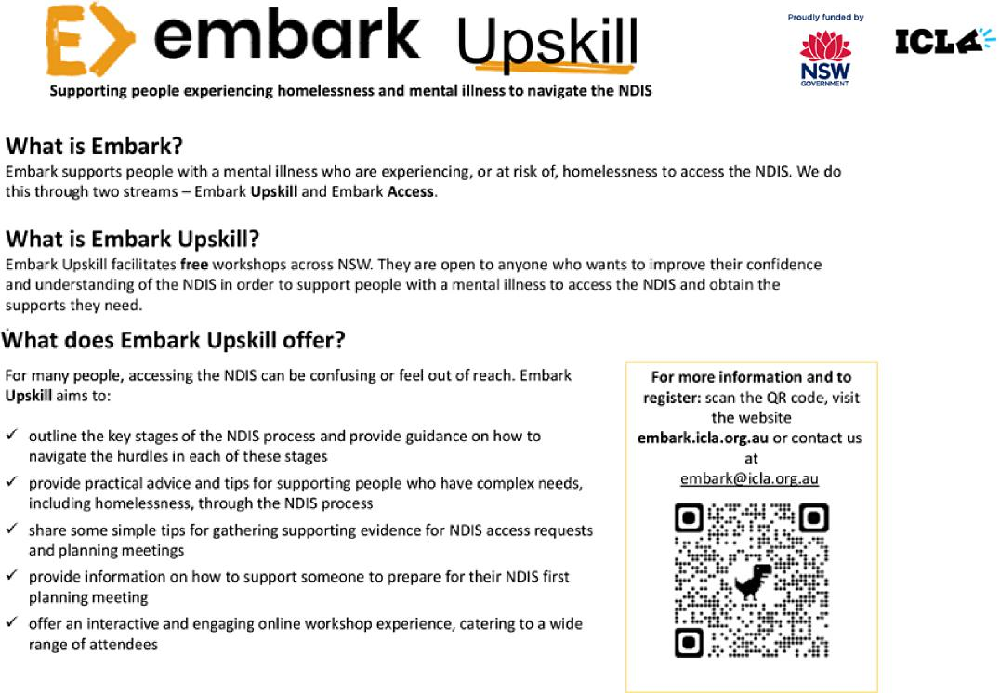 E> embark Upskill
Proudly funded by
NSW
GOVERNMENT
ICLA
Supporting people experiencing homelessness and mental illness to navigate the NDIS
What is Embark?
Embark supports people with a mental illness who are experiencing, or at risk of, homelessness to access the NDIS. We do
this through two streams – Embark Upskill and Embark Access.
What is Embark Upskill?
Embark Upskill facilitates free workshops across NSW. They are open to anyone who wants to improve their confidence
and understanding of the NDIS in order to support people with a mental illness to access the NDIS and obtain the
supports they need.
What does Embark Upskill offer?
For many people, accessing the NDIS can be confusing or feel out of reach. Embark
Upskill aims to:
✓ outline the key stages of the NDIS process and provide guidance on how to
navigate the hurdles in each of these stages
✓ provide practical advice and tips for supporting people who have complex needs,
including homelessness, through the NDIS process
✓ share some simple tips for gathering supporting evidence for NDIS access requests
and planning meetings
✓ provide information on how to support someone to prepare for their NDIS first
planning meeting
✓ offer an interactive and engaging online workshop experience, catering to a wide
range of attendees
For more information and to
register: scan the QR code, visit
the website
embark.icla.org.au or contact us
at
embark@icla.org.au